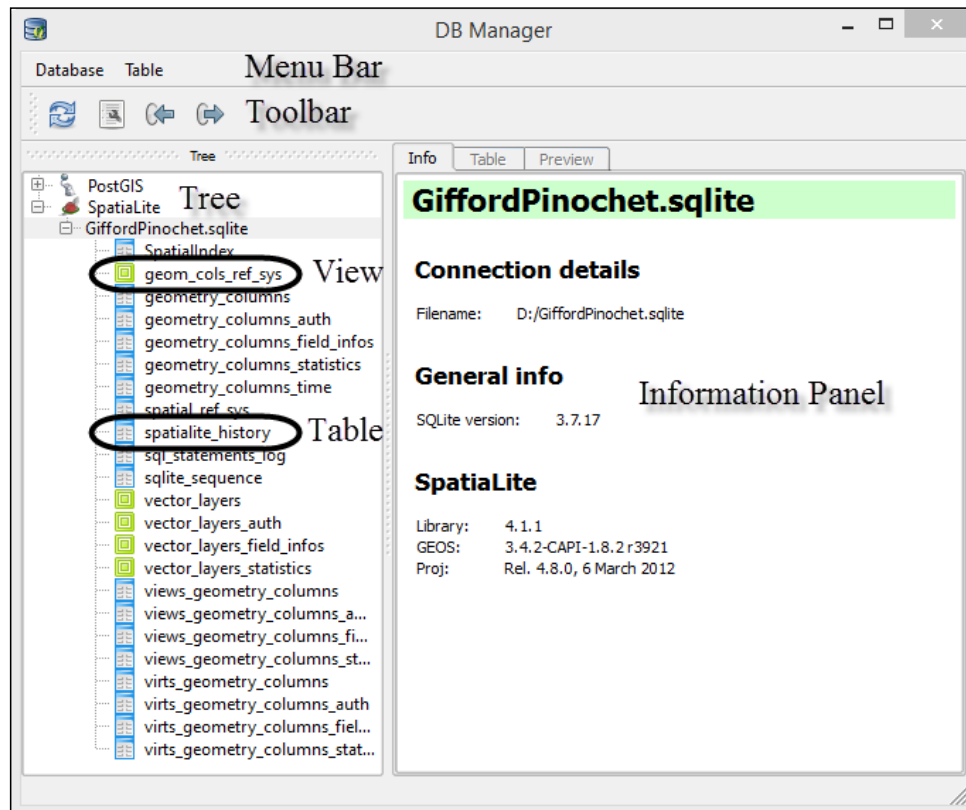 DB Manager
Database Table Menu Bar
Toolbar
Tree
PostGIS
SpatiaLite Tree
GiffordPinochet.sqlite
SpatialIndex
geom_cols_ref_sys View
geometry_columns
geometry_columns_auth
geometry_columns_field_infos
geometry_columns_statistics
geometry_columns_time
spatial_ref_sys
spatialite_history Table
sql_statements_log
sqlite_sequence
vector_layers
vector_layers_auth
vector_layers_field_infos
vector_layers_statistics
views_geometry_columns
views_geometry_columns_a...
views_geometry_columns_fi...
views_geometry_columns_st...
virts_geometry_columns
virts_geometry_columns_auth
virts_geometry_columns_fiel...
virts_geometry_columns_stat...
Info Table Preview
GiffordPinochet.sqlite
Connection details
Filename: D:/GiffordPinochet.sqlite
General info
Information Panel
SQLite version: 3.7.17
SpatiaLite
Library: 4.1.1
GEOS: 3.4.2-CAPI-1.8.2 r3921
Proj: Rel. 4.8.0, 6 March 2012